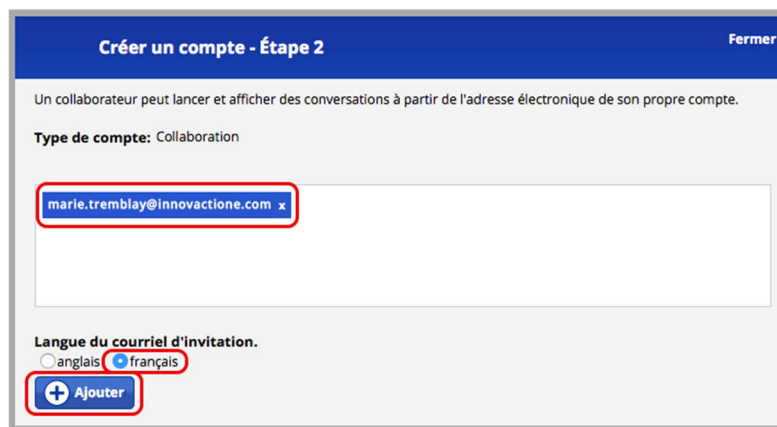 Créer un compte - Étape 2
Fermer
Un collaborateur peut lancer et afficher des conversations à partir de l'adresse électronique de son propre compte.
Type de compte: Collaboration
marie.tremblay@innovactione.com x
Langue du courriel d'invitation.
anglais français
Ajouter